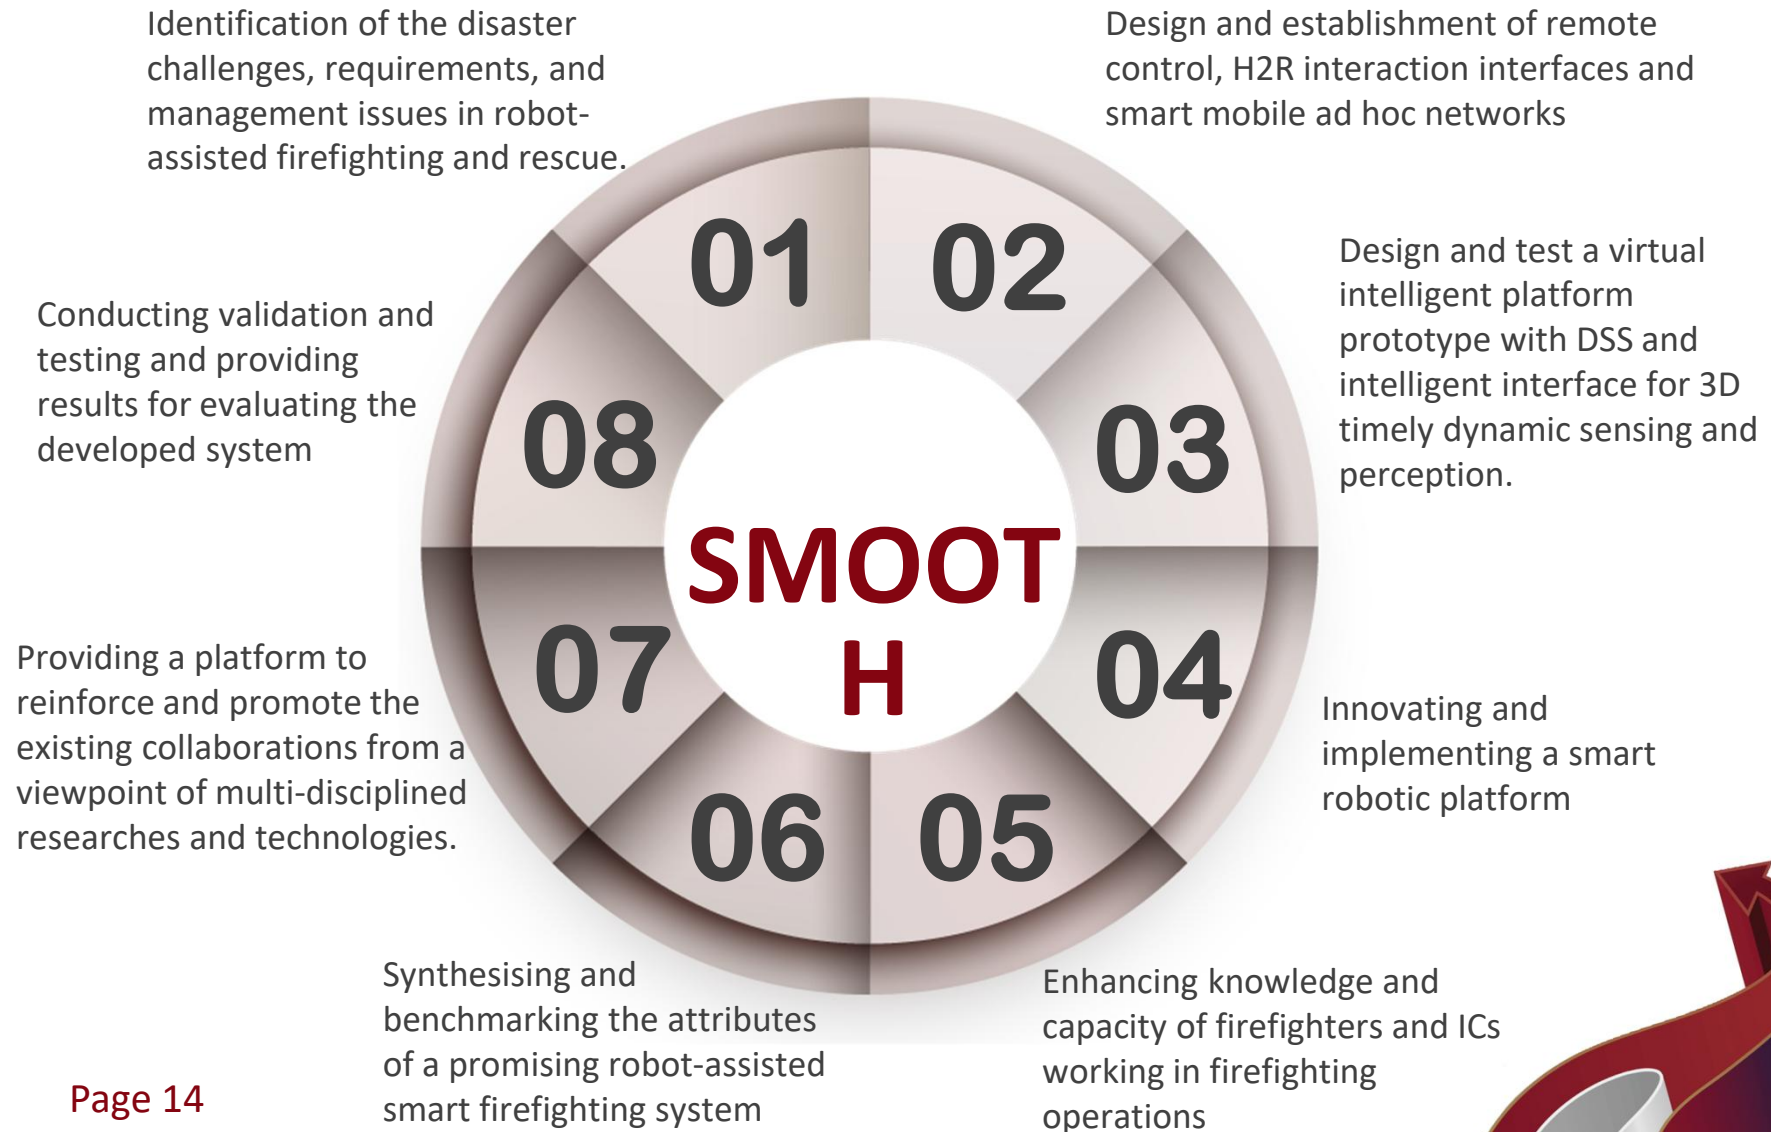 Identification of the disaster
challenges, requirements, and
management issues in robot-
assisted firefighting and rescue.
01
Design and establishment of remote
control, H2R interaction interfaces and
smart mobile ad hoc networks
02
Design and test a virtual
intelligent platform
prototype with DSS and
intelligent interface for 3D
timely dynamic sensing and
perception.
03
Innovating and
implementing a smart
robotic platform
04
Enhancing knowledge and
capacity of firefighters and ICs
working in firefighting
operations
05
Synthesising and
benchmarking the attributes
of a promising robot-assisted
smart firefighting system
06
Providing a platform to
reinforce and promote the
existing collaborations from a
viewpoint of multi-disciplined
researches and technologies.
07
Conducting validation and
testing and providing
results for evaluating the
developed system
08
SMOOT
H
Page 14